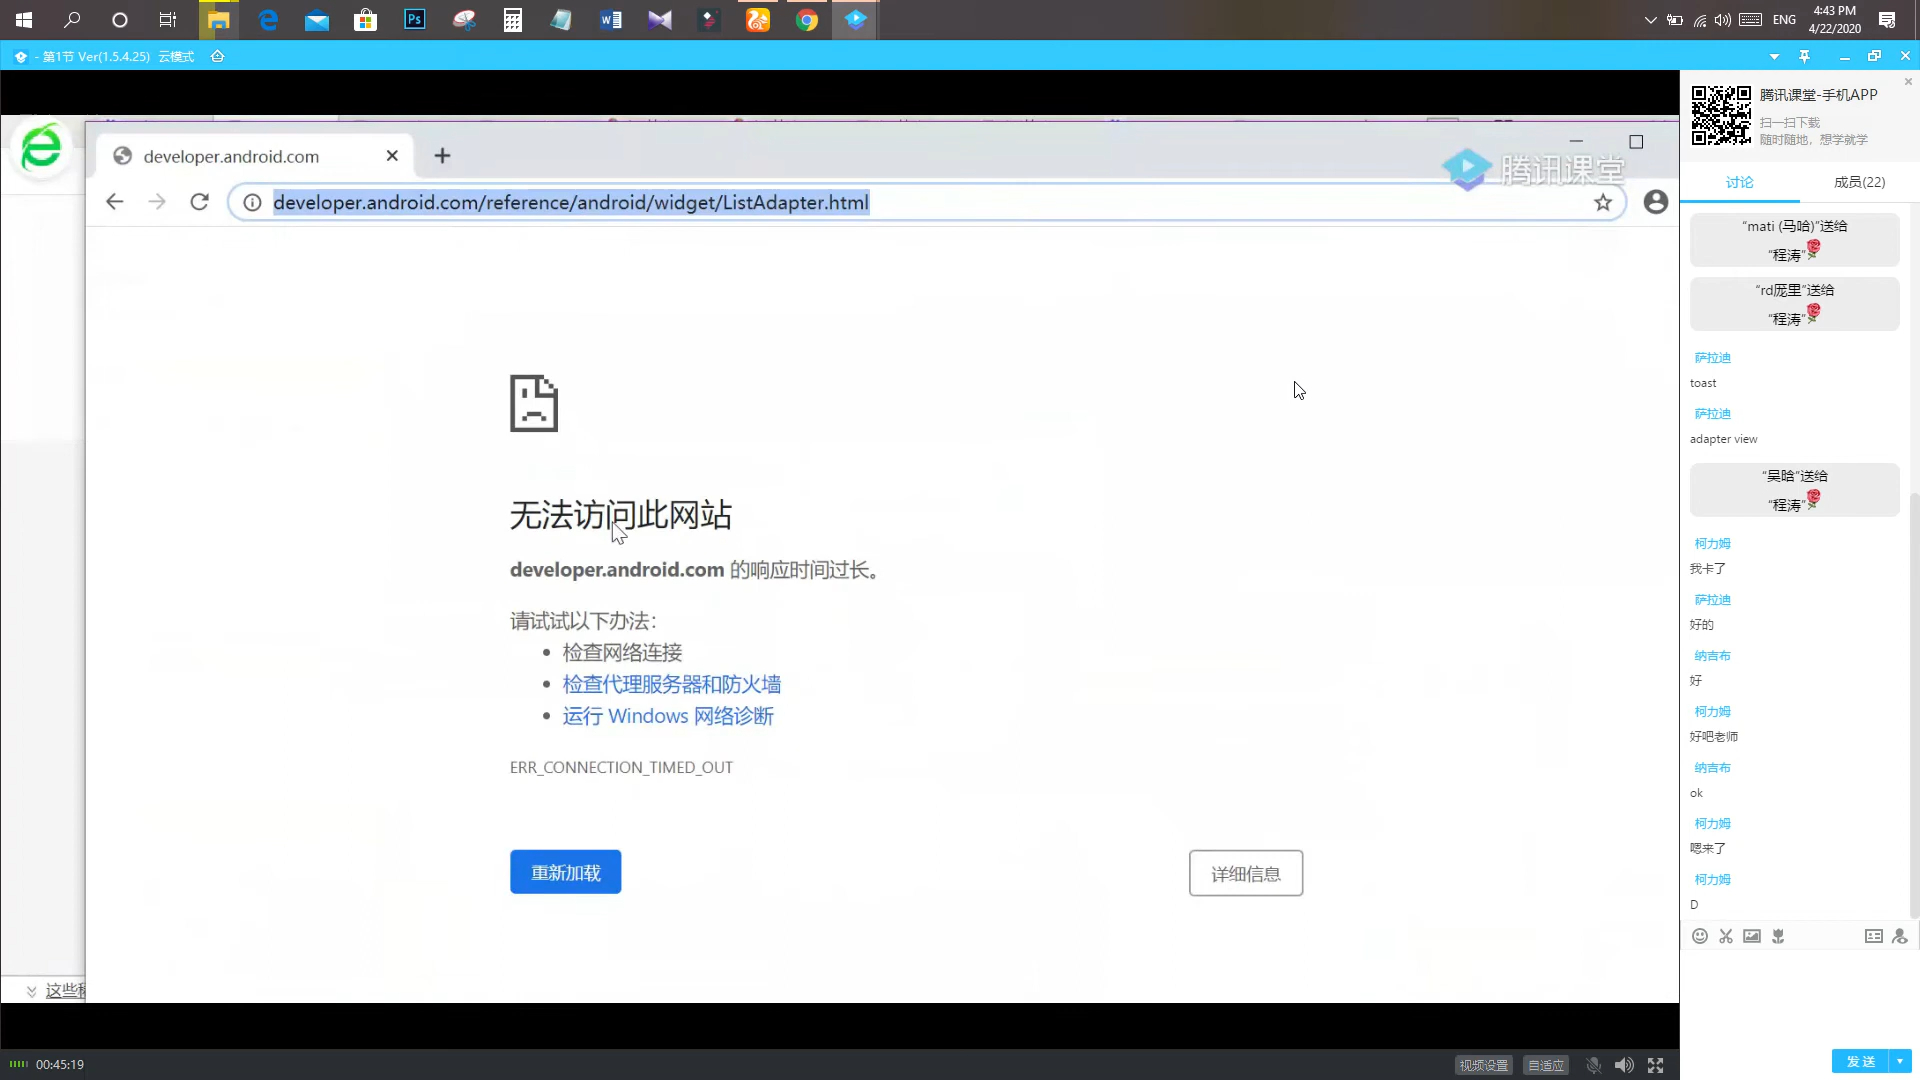 4:43 PM
ENG
4/22/2020
- 第1节 Ver(1.5.4.25) 云模式
腾讯课堂-手机APP
扫一扫下载
随时随地，想学就学
developer.android.com
腾讯课堂
developer.android.com/reference/android/widget/ListAdapter.html
讨论
成员(22)
“mati (马哈)”送给
“程涛”
“rd厐里”送给
“程涛”
萨拉迪
toast
萨拉迪
adapter view
“吴晗”送给
“程涛”
柯力姆
我卡了
萨拉迪
好的
纳吉布
好
柯力姆
好吧老师
纳吉布
ok
柯力姆
嗯来了
柯力姆
D
无法访问此网站
developer.android.com 的响应时间过长。
请试试以下办法：
检查网络连接
检查代理服务器和防火墙
运行 Windows 网络诊断
ERR_CONNECTION_TIMED_OUT
重新加载
详细信息
这些
00:45:19
视频设置
自适应
发 送